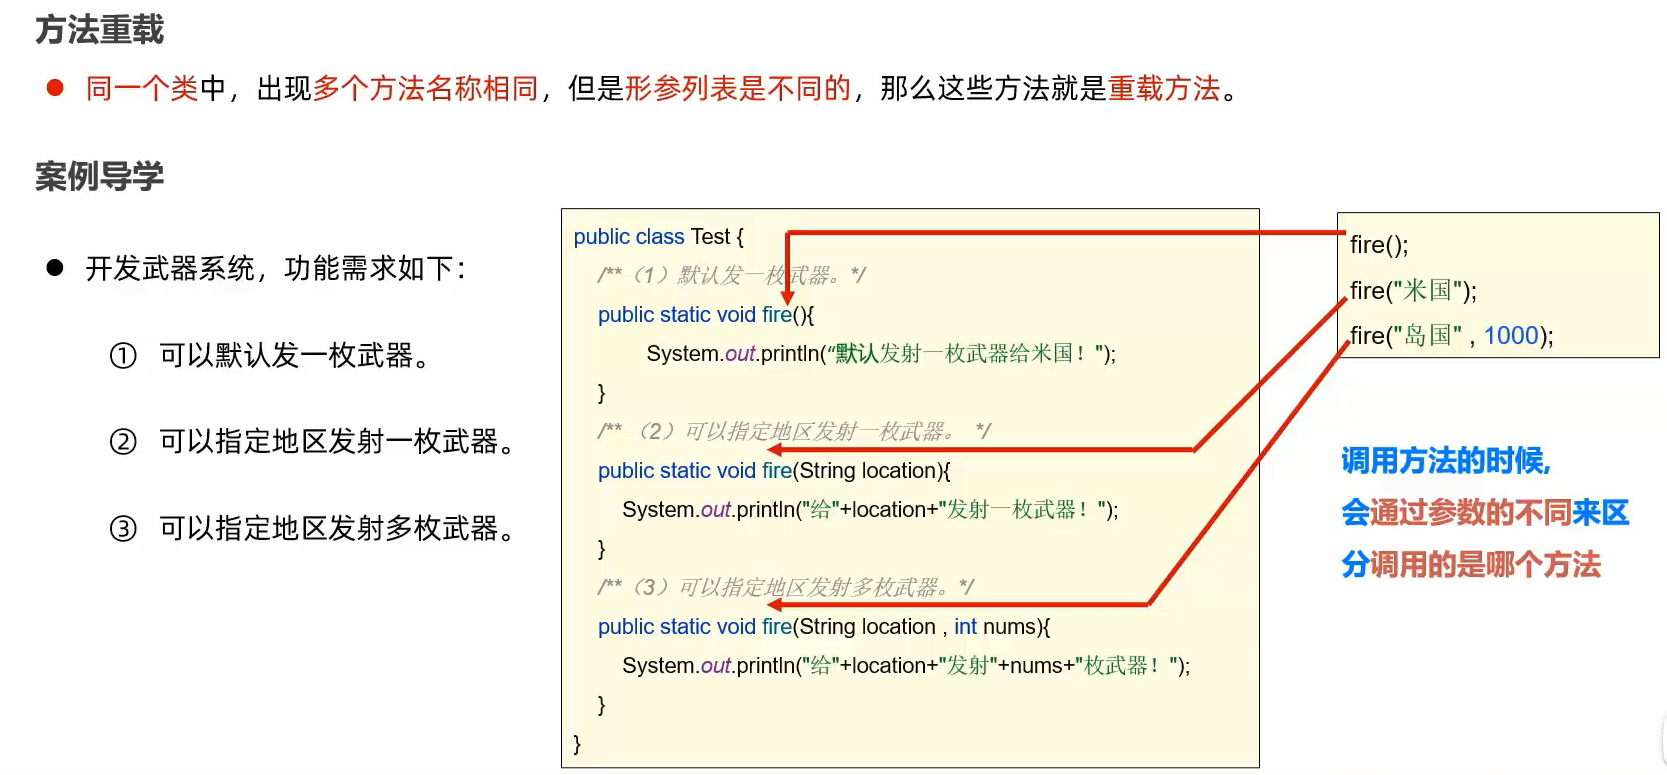 方法重载
● 同一个类中，出现多个方法名称相同，但是形参列表是不同的，那么这些方法就是重载方法。
案例导学
● 开发武器系统，功能需求如下：
① 可以默认发一枚武器。
② 可以指定地区发射一枚武器。
③ 可以指定地区发射多枚武器。
public class Test {
/**（1）默认发一枚武器。*/
public static void fire(){
System.out.println(“默认发射一枚武器给米国！");
}
/** （2）可以指定地区发射一枚武器。 */
public static void fire(String location){
System.out.println("给"+location+"发射一枚武器！");
}
/**（3）可以指定地区发射多枚武器。*/
public static void fire(String location , int nums){
System.out.println("给"+location+"发射"+nums+"枚武器！");
}
}
fire();
fire("米国");
fire("岛国" , 1000);
调用方法的时候,
会通过参数的不同来区
分调用的是哪个方法